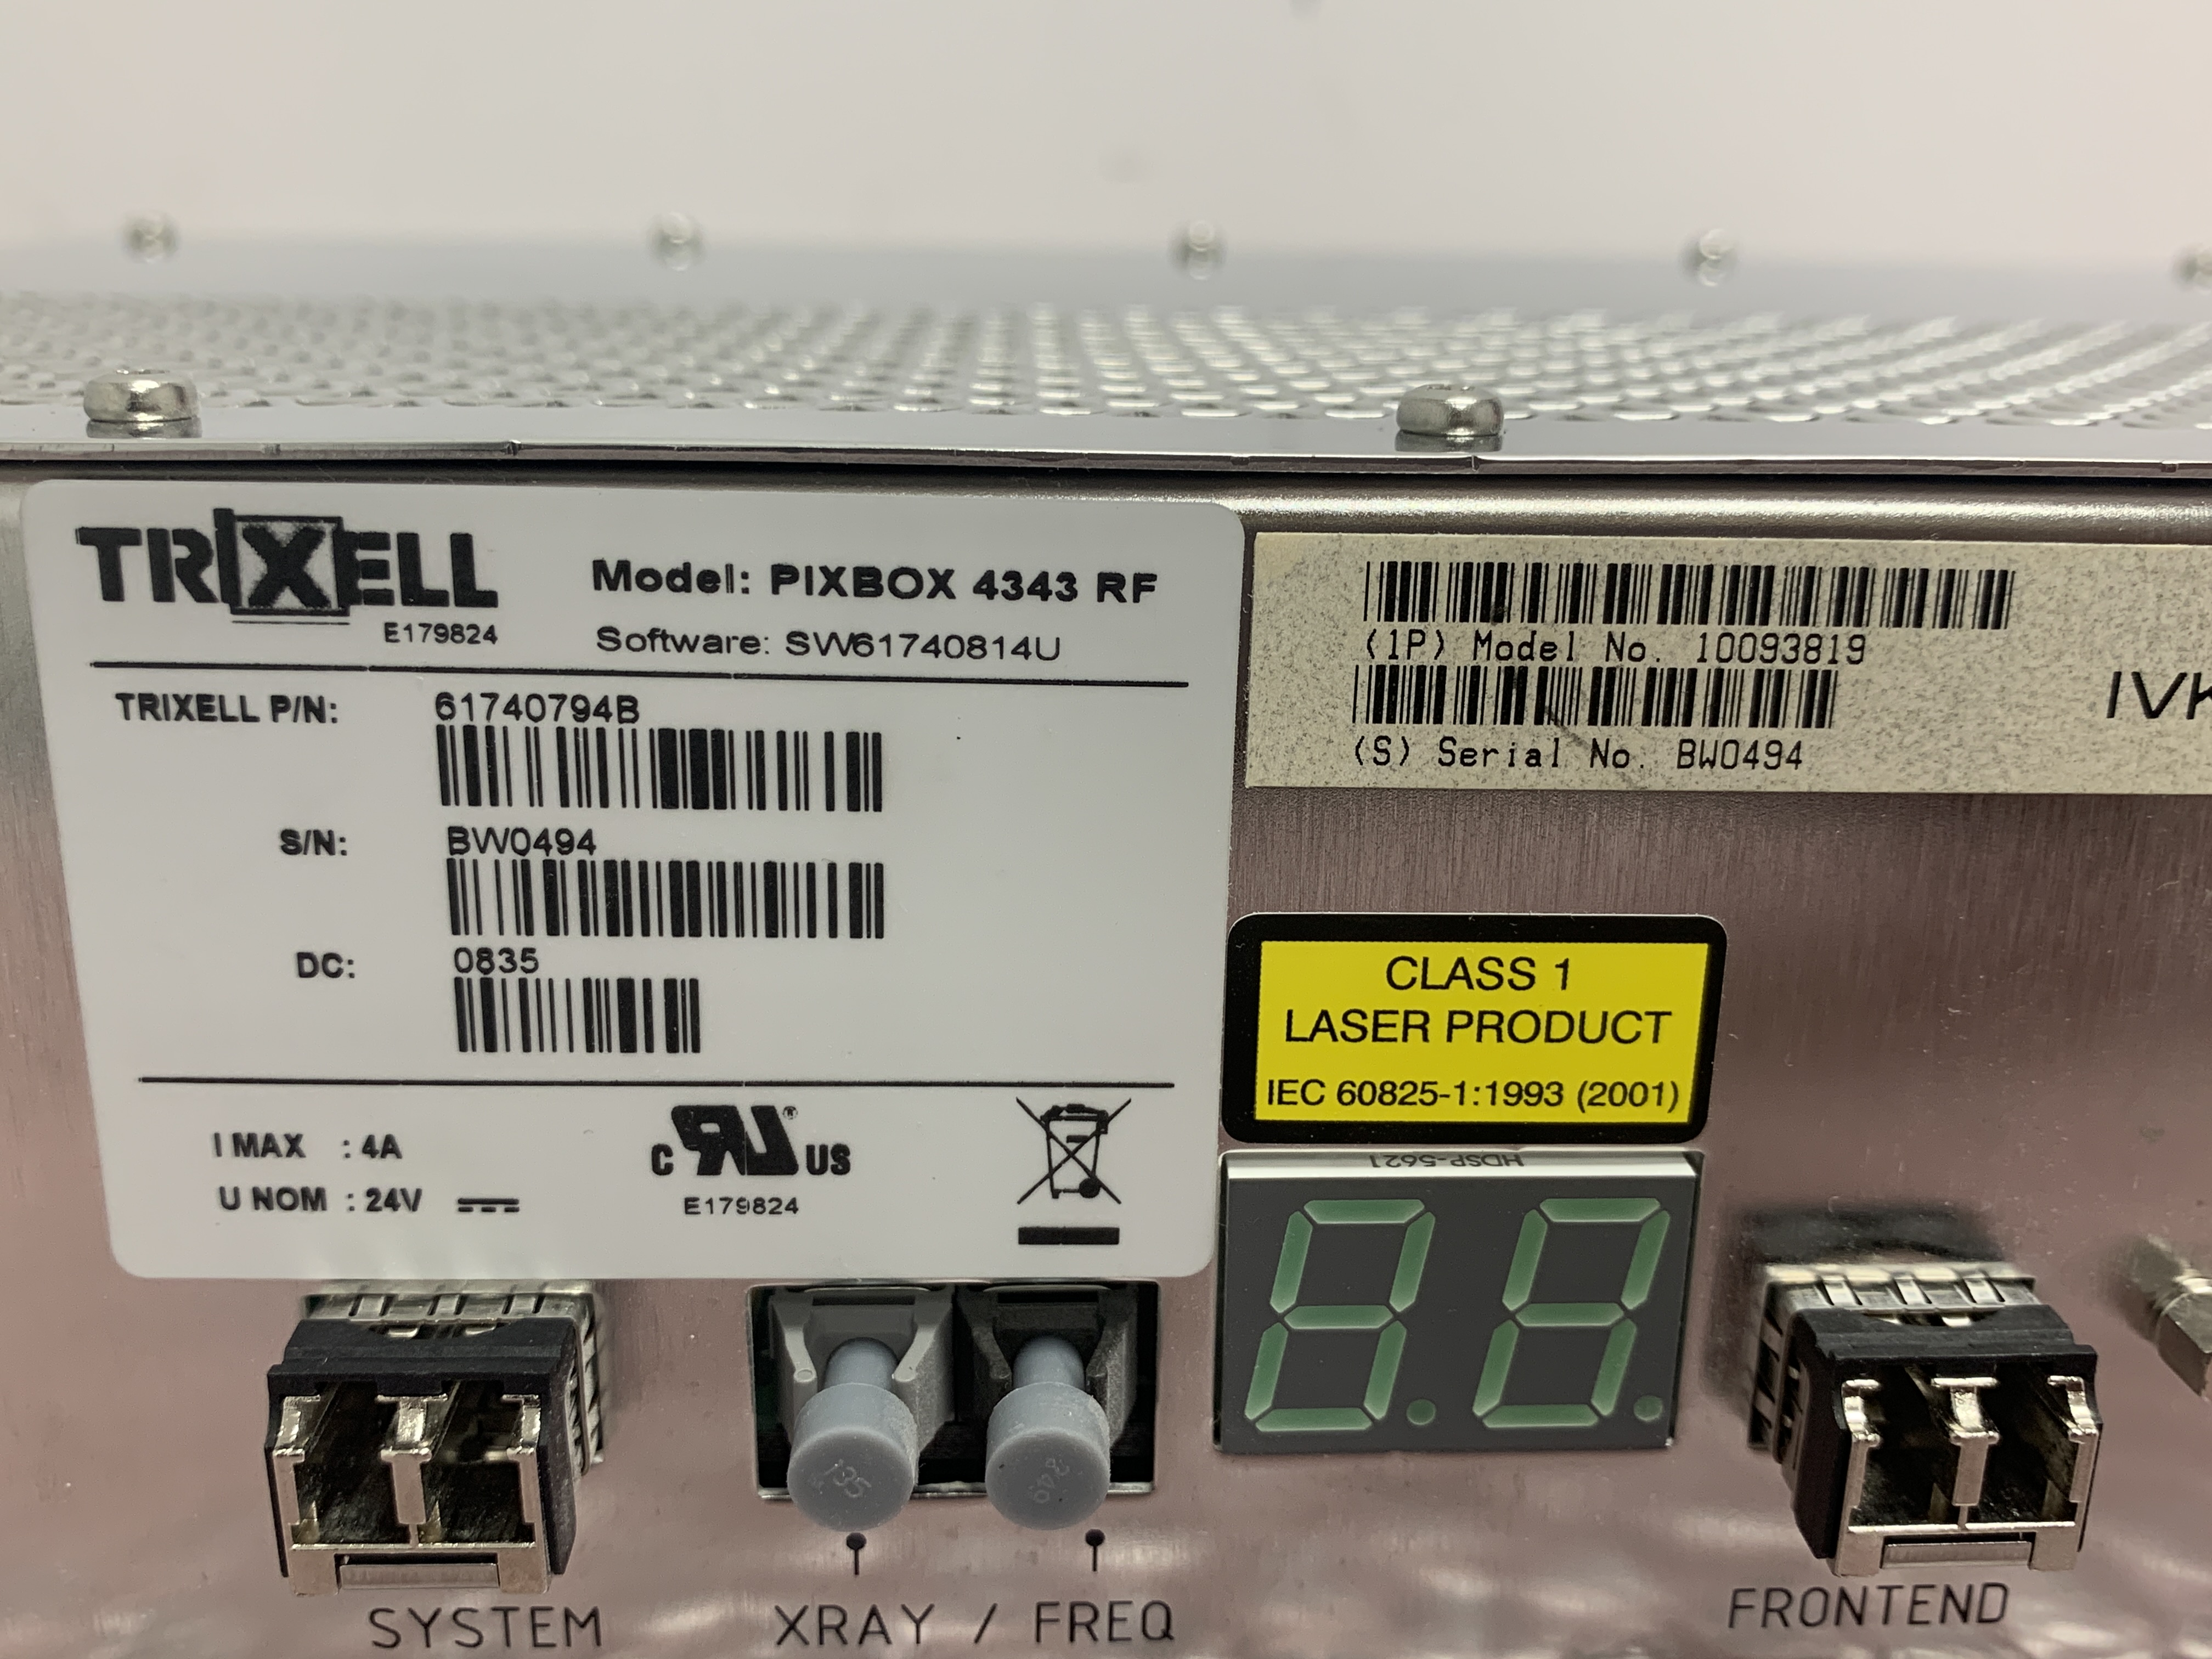 TRIXELL
E179824
Model: PIXBOX 4343 RF
Software: SW61740814U
TRIXELL P/N: 61740794B
S/N: BW0494
DC: 0835
I MAX : 4A
U NOM : 24V
c RU ® US
E179824
(1P) Model No. 10093819
(S) Serial No. BW0494
IVK
CLASS 1
LASER PRODUCT
IEC 60825-1:1993 (2001)
HDSP-5621
SYSTEM
XRAY / FREQ
FRONTEND